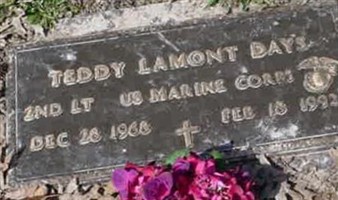 TEDDY LAMONT DAYS
2ND LT US MARINE CORPS
DEC 28 1968 FEB 18 1992